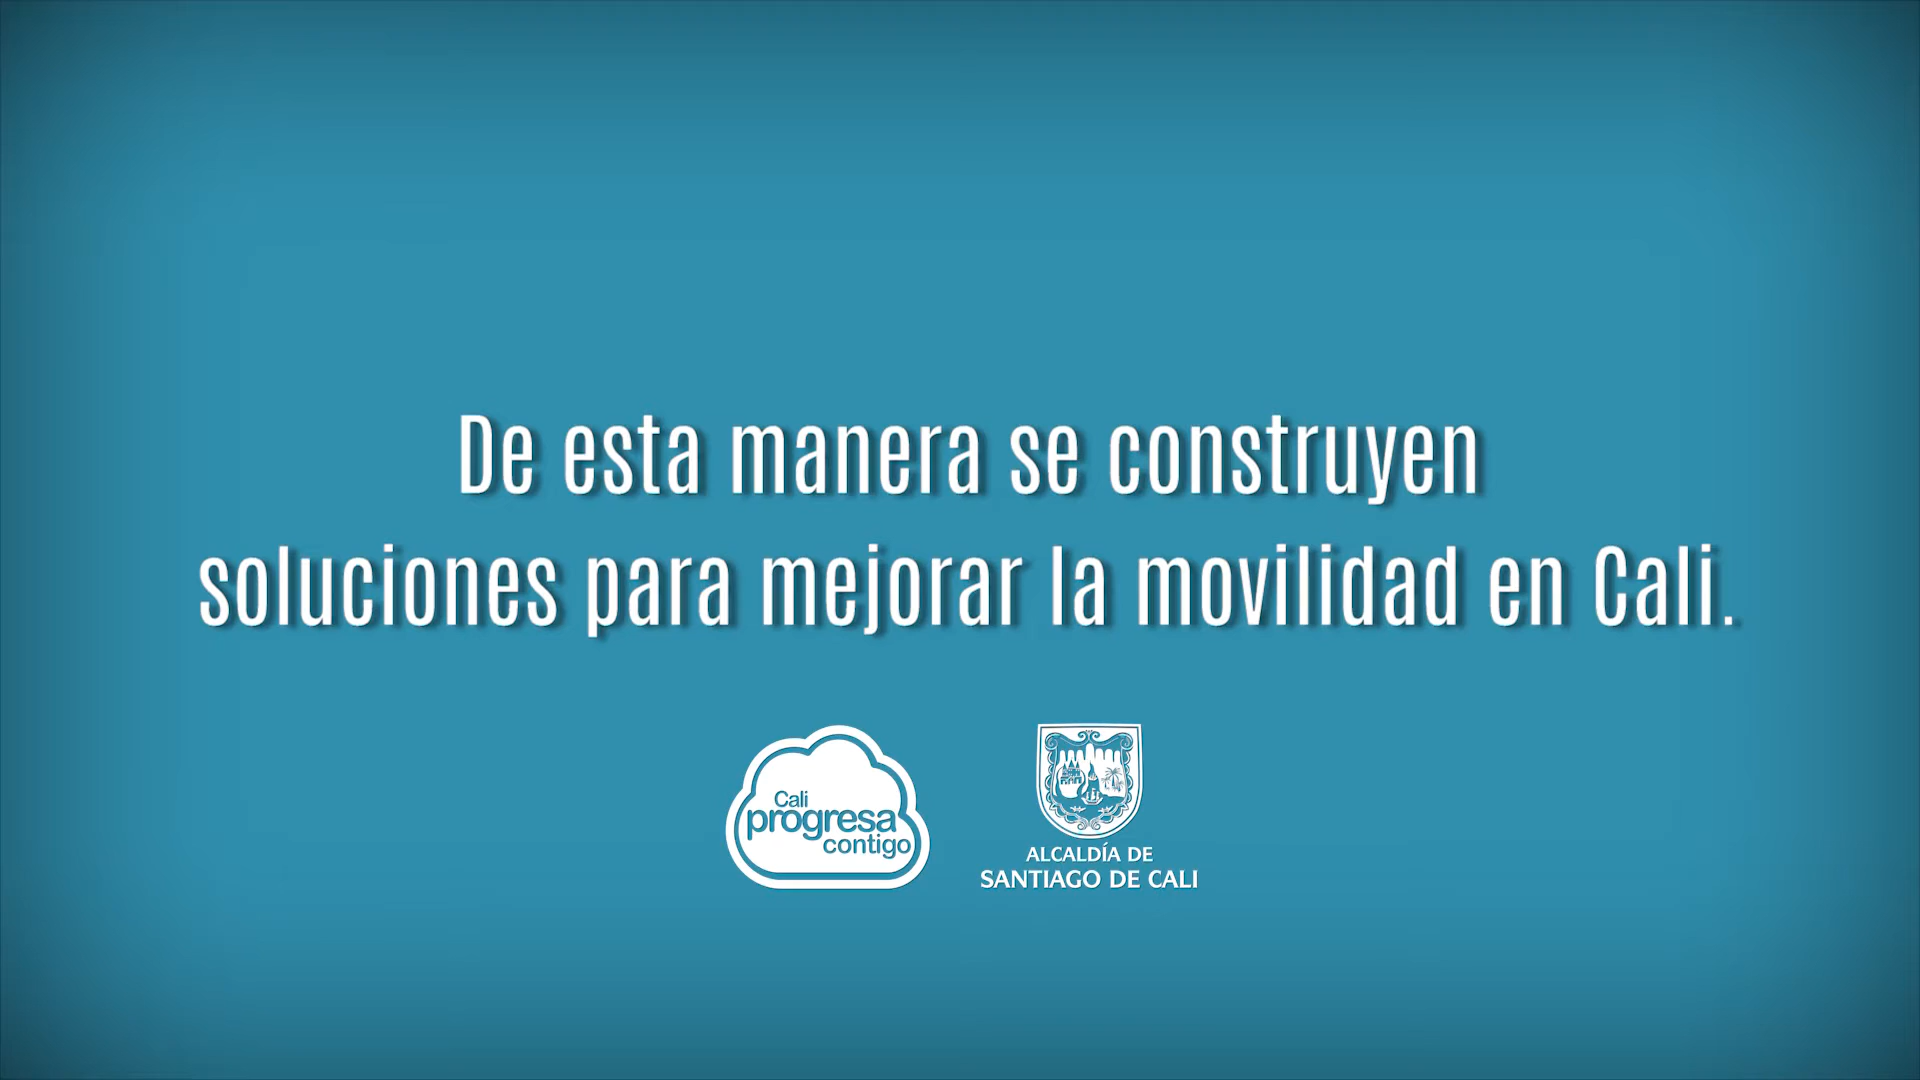 De esta manera se construyen
soluciones para mejorar la movilidad en Cali.
Cali
progresa
contigo
ALCALDÍA DE
SANTIAGO DE CALI